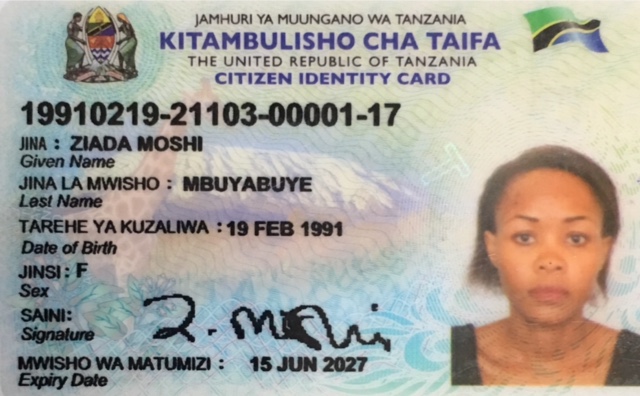 JAMHURI YA MUUNGANO WA TANZANIA
KITAMBULISHO CHA TAIFA
THE UNITED REPUBLIC OF TANZANIA
CITIZEN IDENTITY CARD
19910219-21103-00001-17
JINA : ZIADA MOSHI
Given Name
JINA LA MWISHO : MBUYABUYE
Last Name
TAREHE YA KUZALIWA : 19 FEB 1991
Date of Birth
JINSI : F
Sex
SAINI:
Signature
MWISHO WA MATUMIZI : 15 JUN 2027
Expiry Date